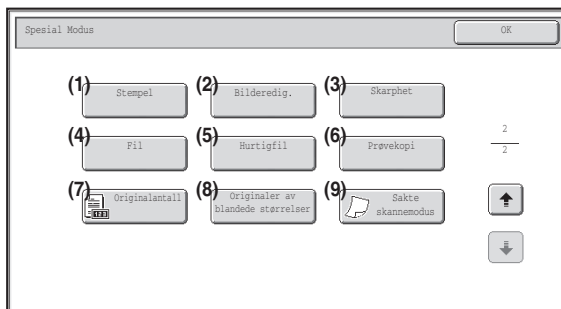 Spesial Modus
OK
(1) Stempel
(2) Bilderedig.
(3) Skarphet
(4) Fil
(5) Hurtigfil
(6) Prøvekopi
2
2
(7) Originalantall
123
(8) Originaler av
blandede størrelser
(9) Sakte
skannemodus